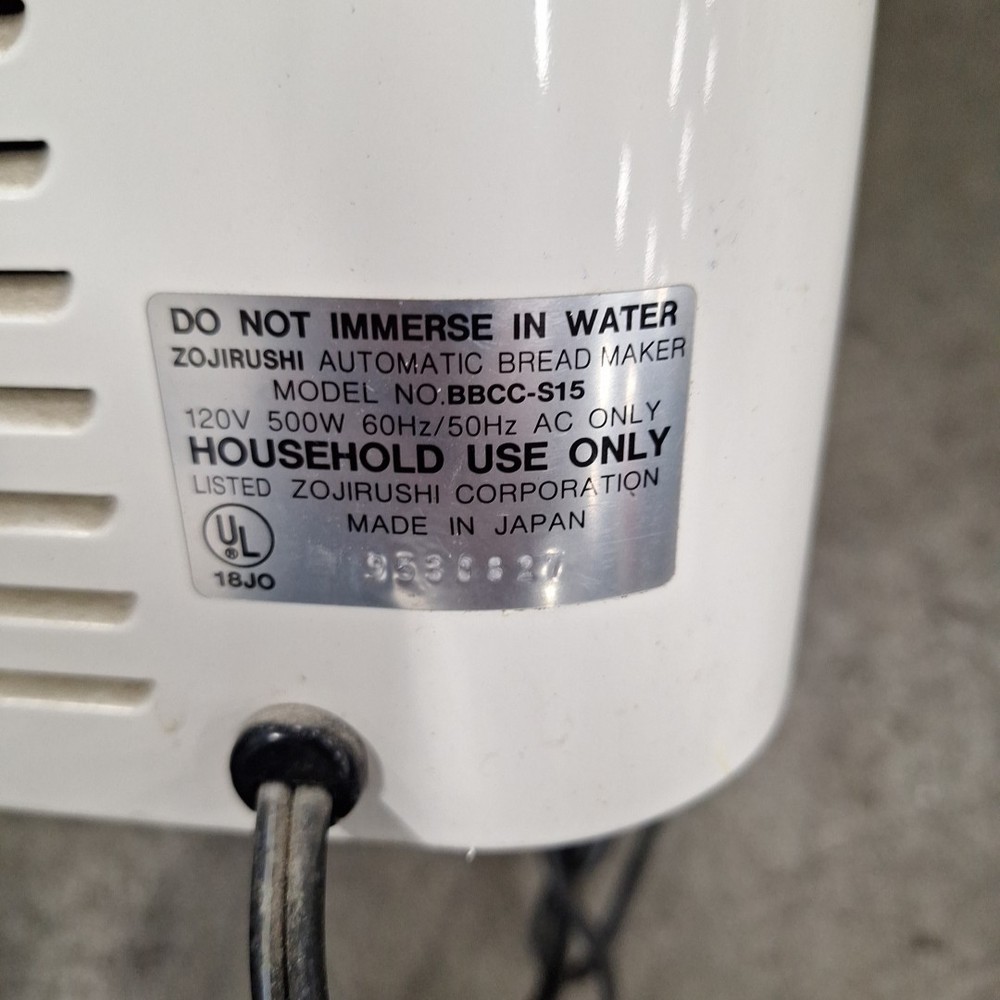 DO NOT IMMERSE IN WATER
ZOJIRUSHI AUTOMATIC BREAD MAKER
MODEL NO.BBCC-S15
120V 500W 60Hz/50Hz AC ONLY
HOUSEHOLD USE ONLY
LISTED ZOJIRUSHI CORPORATION
UL®
MADE IN JAPAN
18JO